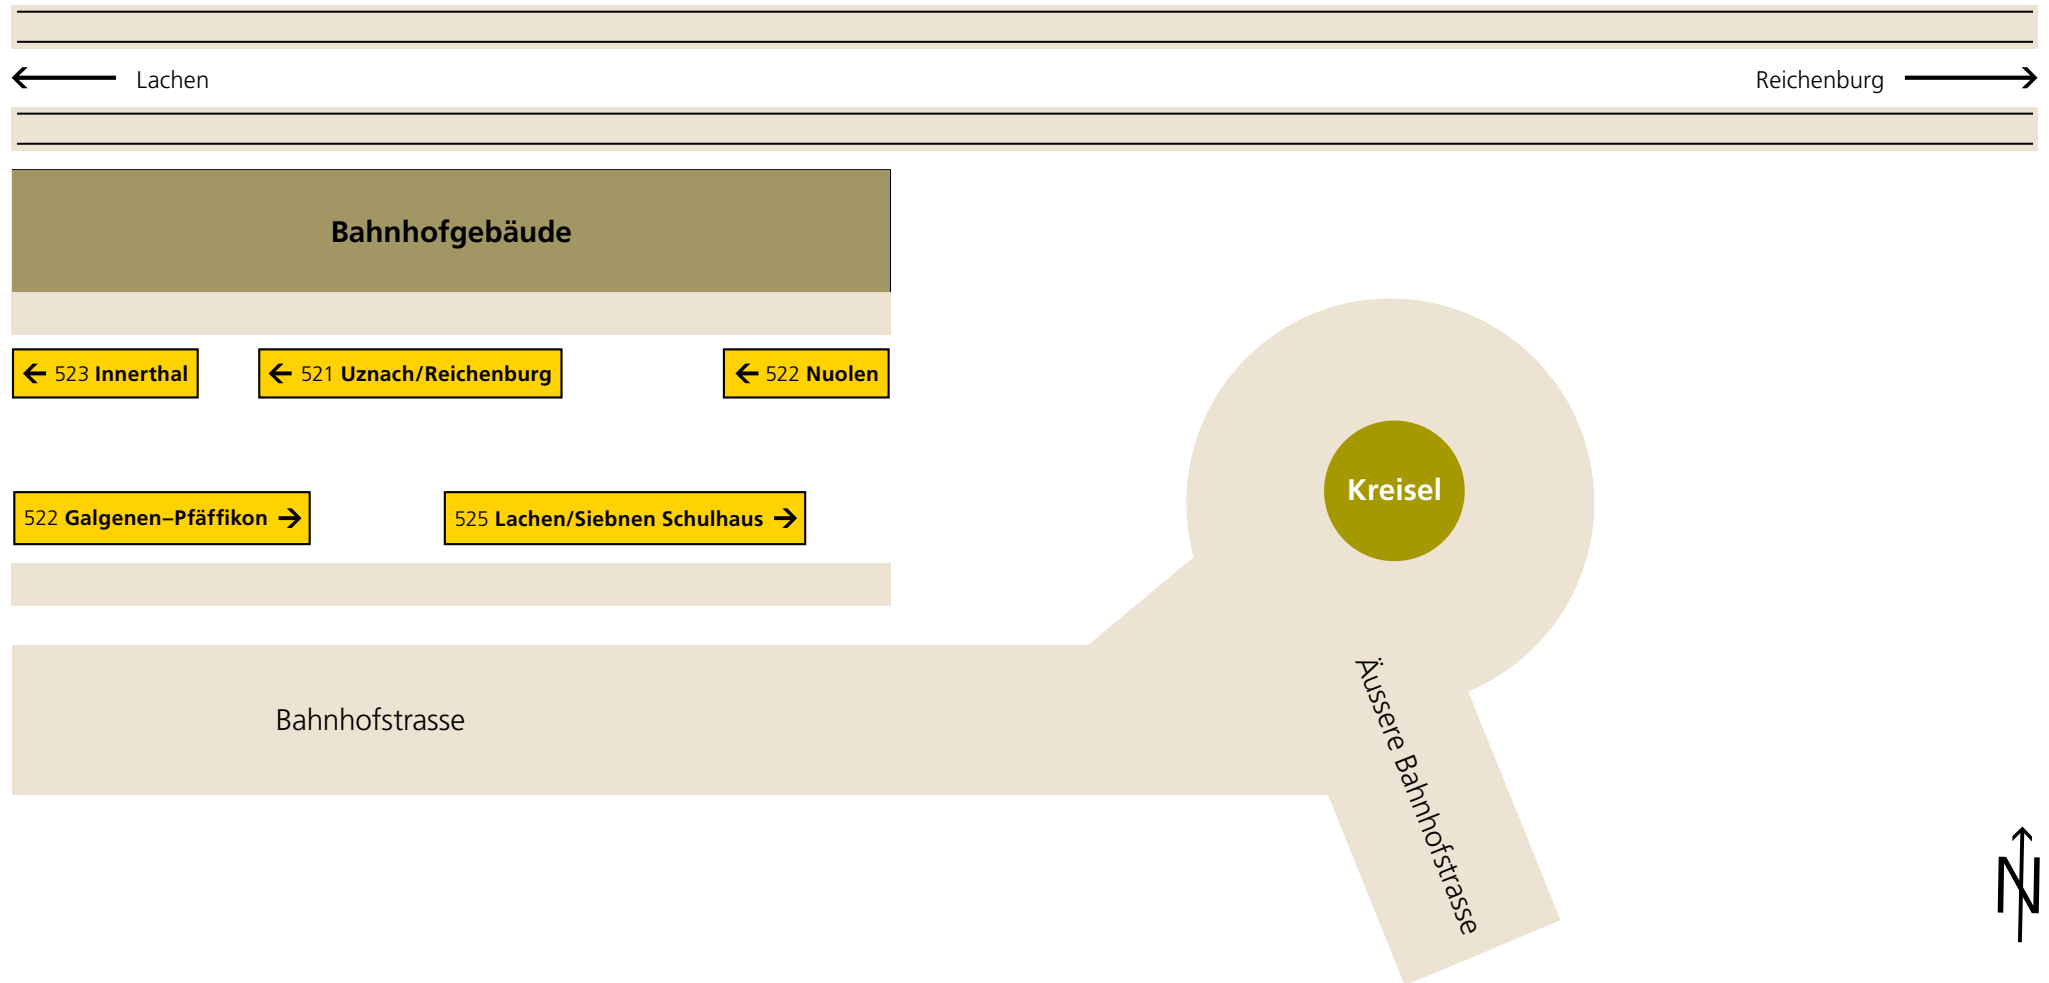 Lachen
Reichenburg
Bahnhofgebäude
523 Innerthal
521 Uznach/Reichenburg
522 Nuolen
Kreisel
522 Galgenen–Pfäffikon
525 Lachen/Siebnen Schulhaus
Bahnhofstrasse
Äussere Bahnhofstrasse
N